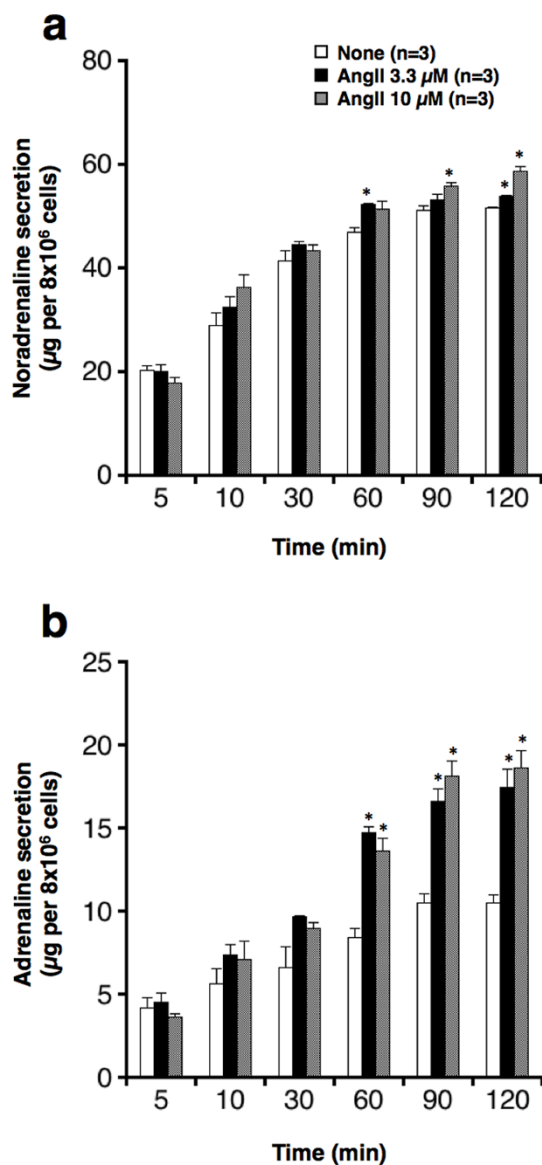 a
None (n=3)
AngII 3.3 µM (n=3)
AngII 10 µM (n=3)
Noradrenaline secretion
(µg per 8x10⁶ cells)
80
60
40
20
0
*
*
*
*
5 10 30 60 90 120
Time (min)
b
Adrenaline secretion
(µg per 8x10⁶ cells)
25
20
15
10
5
0
*
*
*
*
*
*
5 10 30 60 90 120
Time (min)